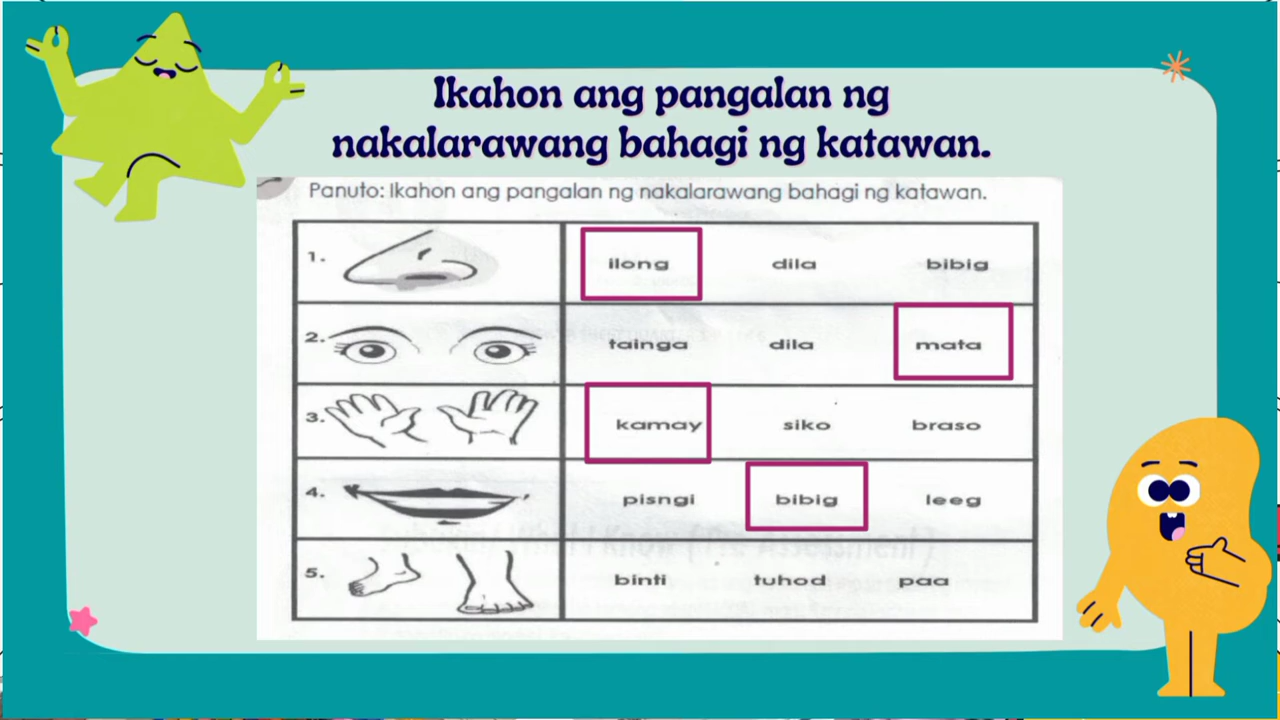 Ikahon ang pangalan ng
nakalarawang bahagi ng katawan.
Panuto: Ikahon ang pangalan ng nakalarawang bahagi ng katawan.
1. ilong dila bibig
2. tainga dila mata
3. kamay siko braso
4. pisngi bibig leeg
5. binti tuhod paa